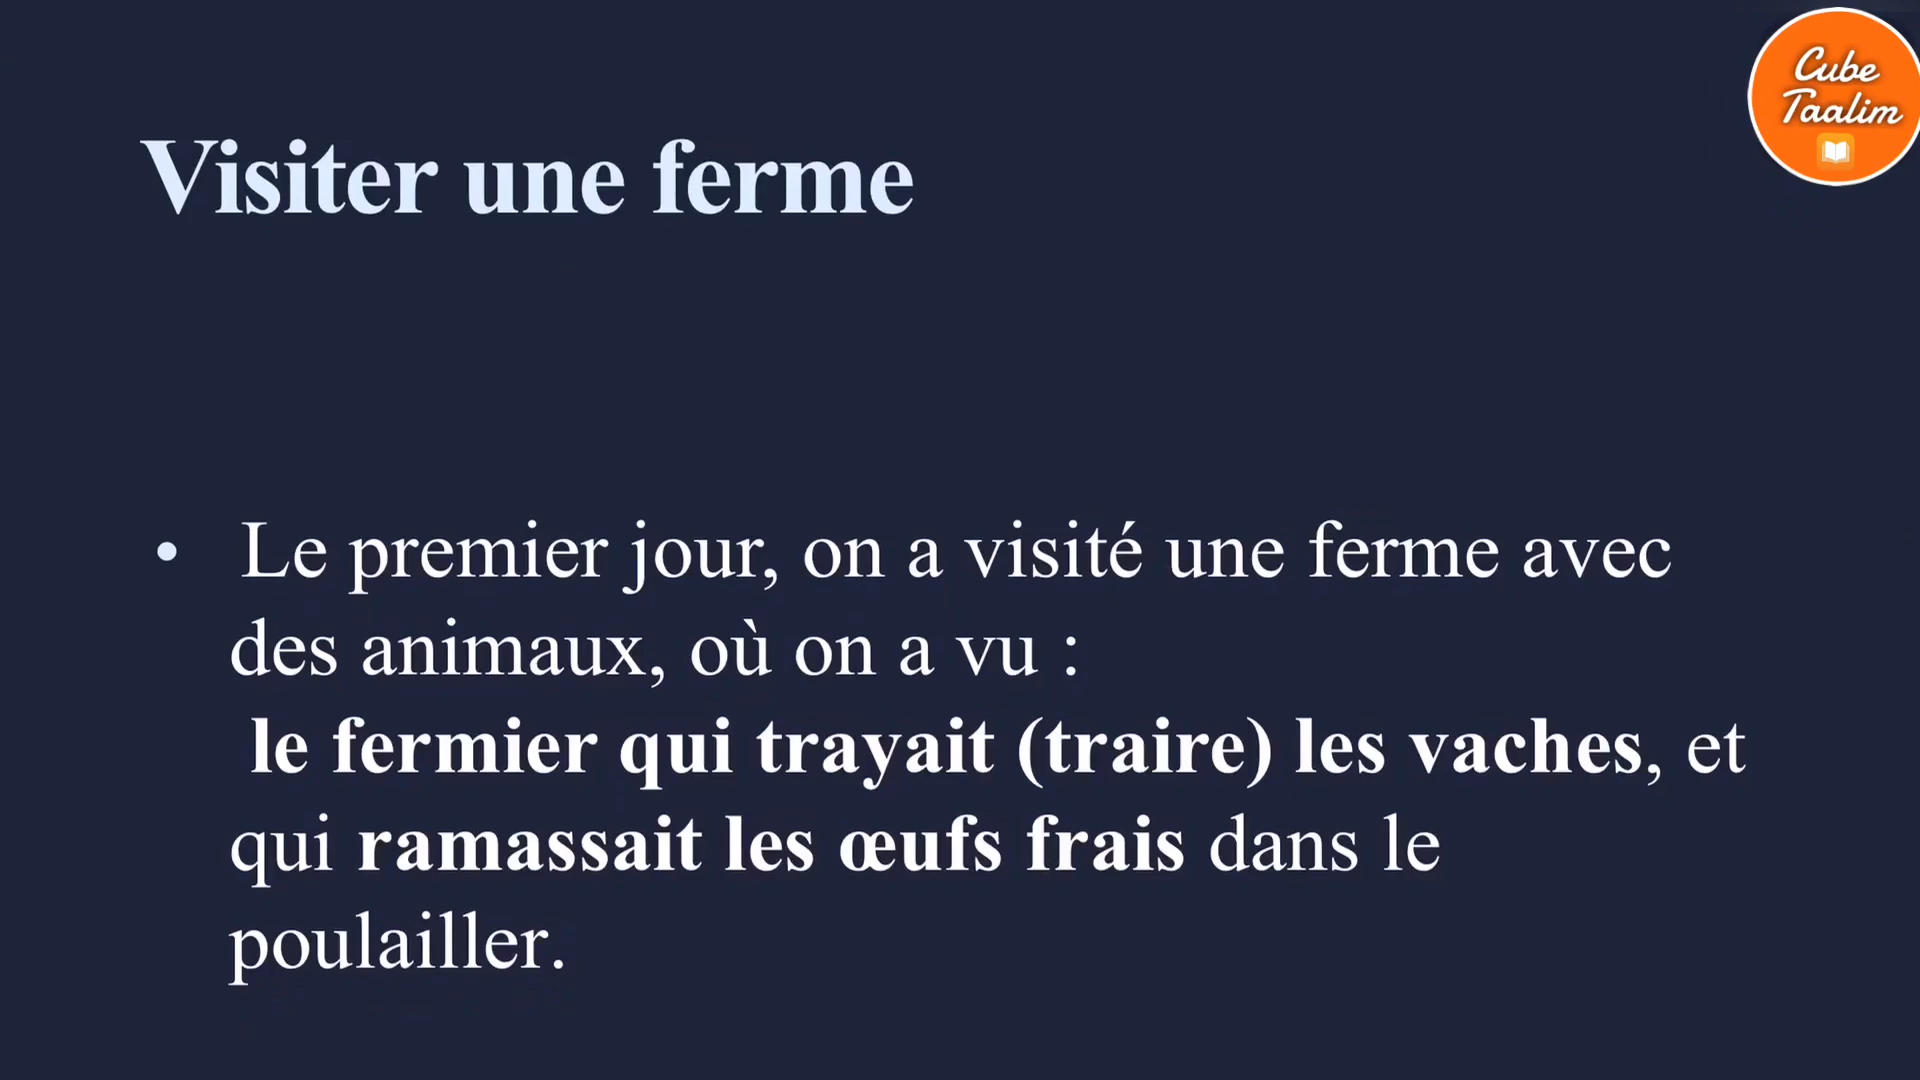 Cube
Taalim
Visiter une ferme
• Le premier jour, on a visité une ferme avec
des animaux, où on a vu :
le fermier qui trayait (traire) les vaches, et
qui ramassait les œufs frais dans le
poulailler.